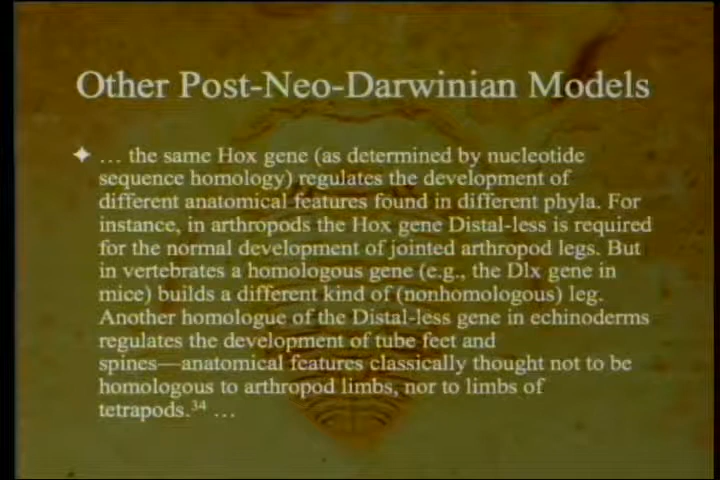 Other Post-Neo-Darwinian Models
✦ … the same Hox gene (as determined by nucleotide
sequence homology) regulates the development of
different anatomical features found in different phyla. For
instance, in arthropods the Hox gene Distal-less is required
for the normal development of jointed arthropod legs. But
in vertebrates a homologous gene (e.g., the Dlx gene in
mice) builds a different kind of (nonhomologous) leg.
Another homologue of the Distal-less gene in echinoderms
regulates the development of tube feet and
spines—anatomical features classically thought not to be
homologous to arthropod limbs, nor to limbs of
tetrapods.³⁴ …